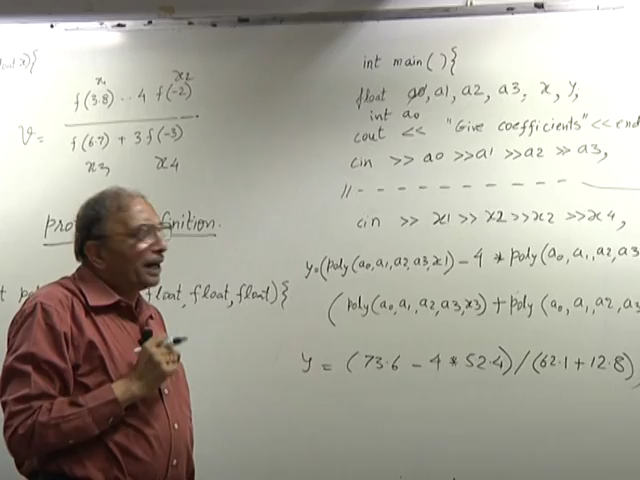 x1 x2
f(3.8) .. 4 f(-2)
V=
f(6.7) + 3 f(-3)
x3 x4
finition.
float, float, float){
int main(){
float a0, a1, a2, a3, x, y,
int a0
cout << "Give coefficients" << end
cin >> a0 >>a1 >>a2 >> a3,
// - - - - - - - - -
cin >> x1 >> x2 >>x2 >>x4,
y=(poly(a0,a1,a2,a3,x1) - 4 * poly(a0,a1,a2,a3
(poly(a0,a1,a2,a3,x3) + poly (a0,a1,a2,a3
y = (73.6 - 4 * 52.4)/(62.1 + 12.8),